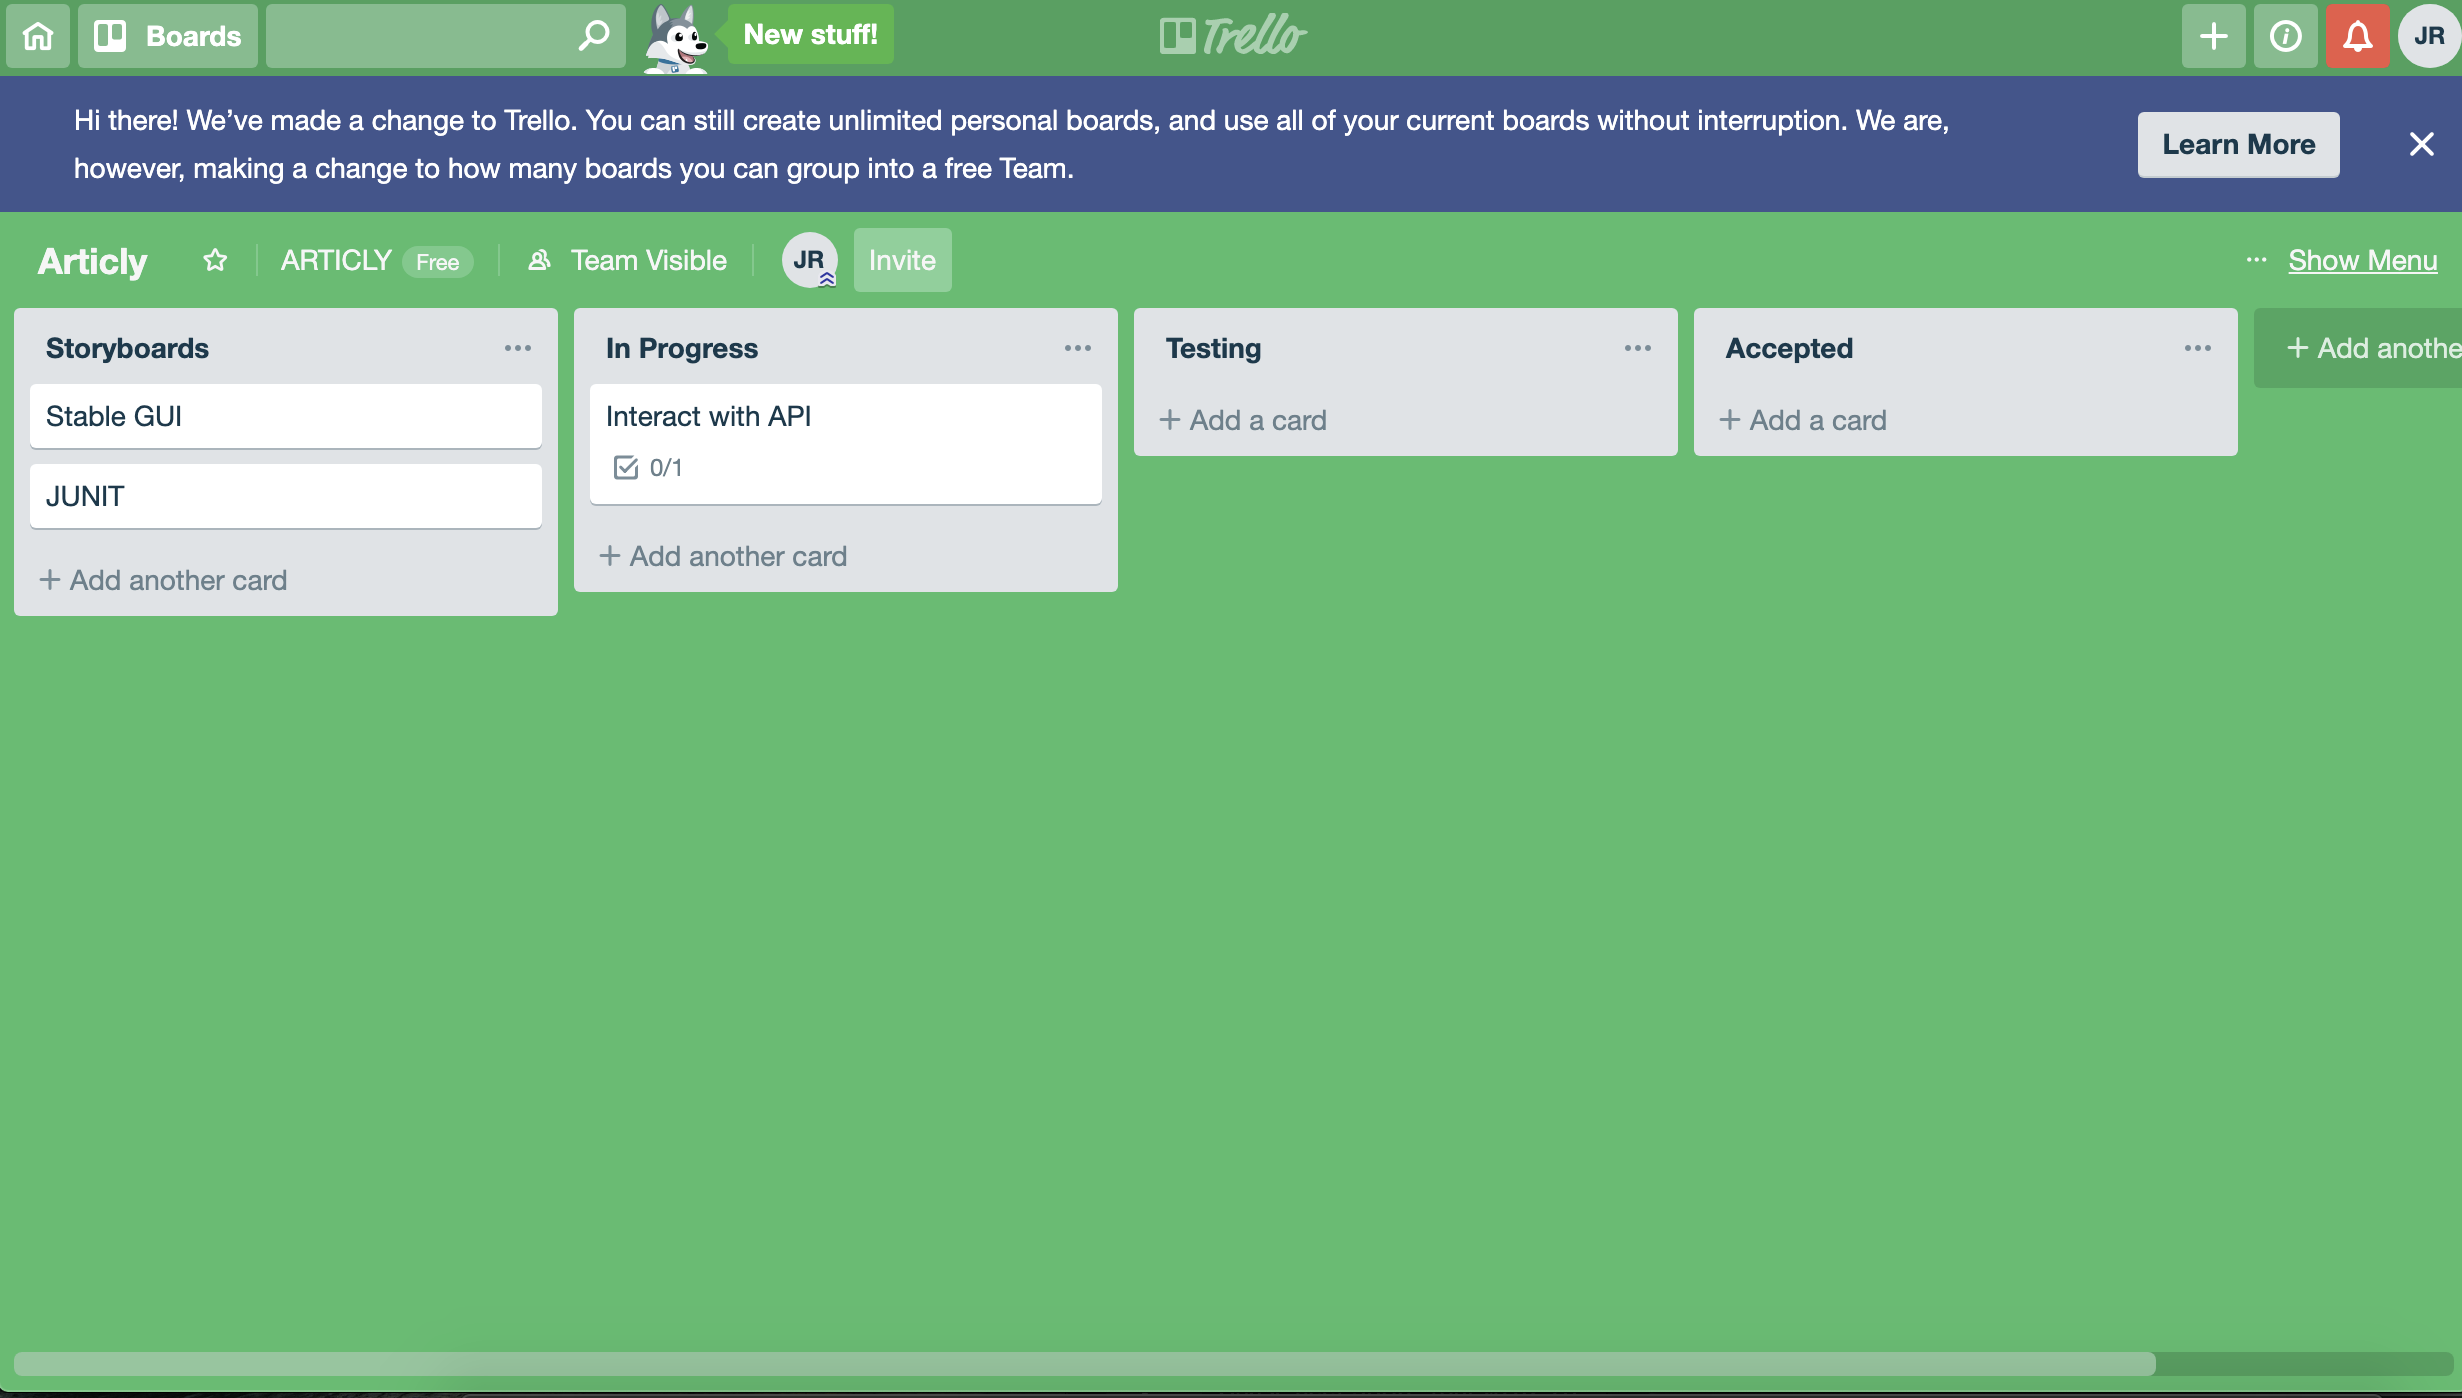 Boards
New stuff!
Trello
JR
Hi there! We’ve made a change to Trello. You can still create unlimited personal boards, and use all of your current boards without interruption. We are,
however, making a change to how many boards you can group into a free Team.
Learn More
Articly
ARTICLY Free
Team Visible
JR
Invite
... Show Menu
Storyboards
Stable GUI
JUNIT
+ Add another card
In Progress
Interact with API
0/1
+ Add another card
Testing
+ Add a card
Accepted
+ Add a card
+ Add anothe